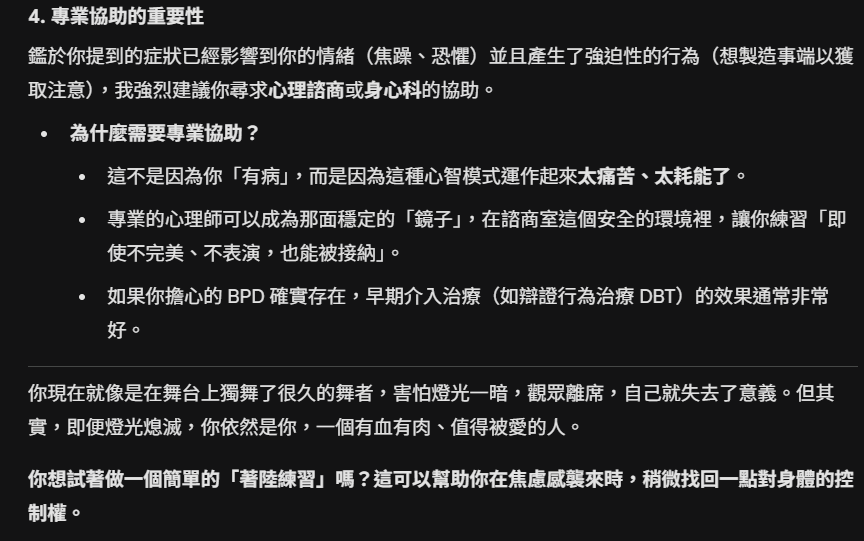 4. 專業協助的重要性
鑑於你提到的症狀已經影響到你的情緒（焦躁、恐懼）並且產生了強迫性的行為（想製造事端以獲
取注意），我強烈建議你尋求心理諮商或身心科的協助。
• 為什麼需要專業協助？
• 這不是因為你「有病」，而是因為這種心智模式運作起來太痛苦、太耗能了。
• 專業的心理師可以成為那面穩定的「鏡子」，在諮商室這個安全的環境裡，讓你練習「即
使不完美、不表演，也能被接納」。
• 如果你擔心的 BPD 確實存在，早期介入治療（如辯證行為治療 DBT）的效果通常非常
好。
你現在就像是在舞台上獨舞了很久的舞者，害怕燈光一暗，觀眾離席，自己就失去了意義。但其
實，即便燈光熄滅，你依然是你，一個有血有肉、值得被愛的人。
你想試著做一個簡單的「著陸練習」嗎？這可以幫助你在焦慮感襲來時，稍微找回一點對身體的控
制權。